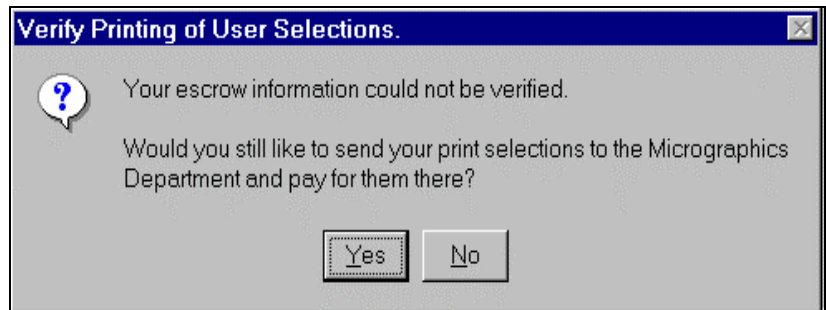 Verify Printing of User Selections.
?
Your escrow information could not be verified.
Would you still like to send your print selections to the Micrographics
Department and pay for them there?
Yes No